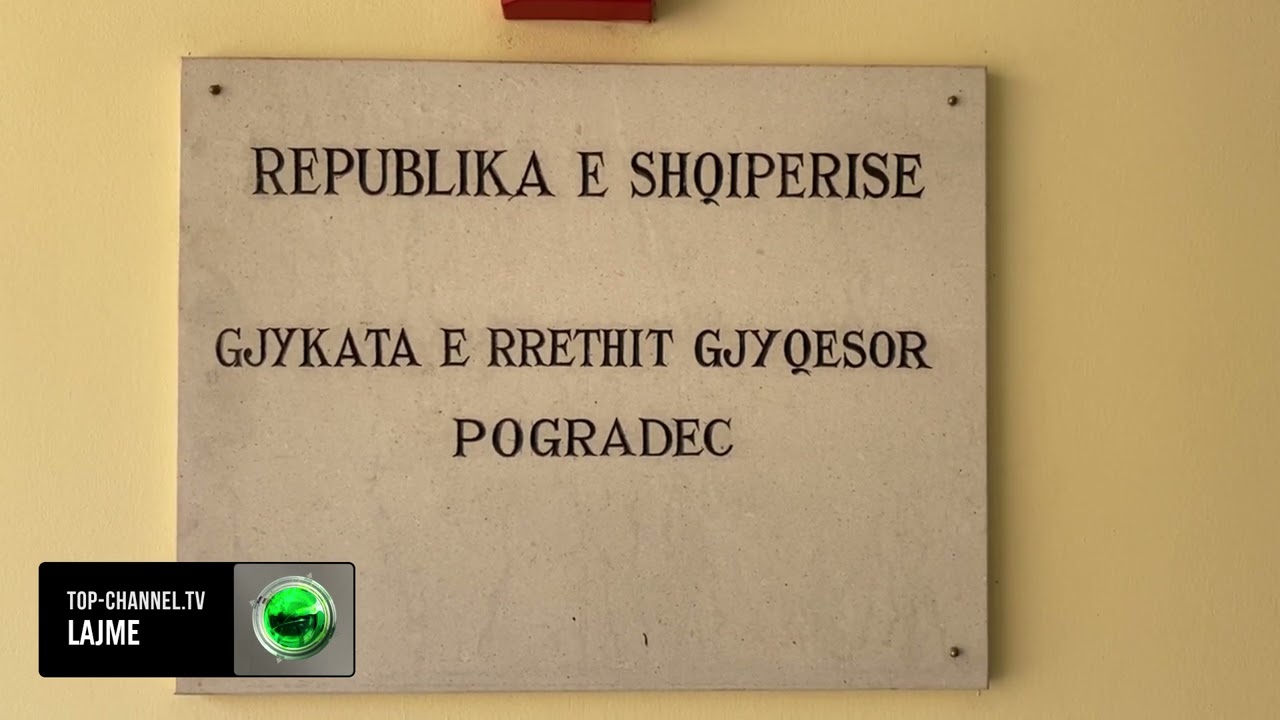 REPUBLIKA E SHQIPERISE
GJYKATA E RRETHIT GJYQESOR
POGRADEC
TOP-CHANNEL.TV
LAJME